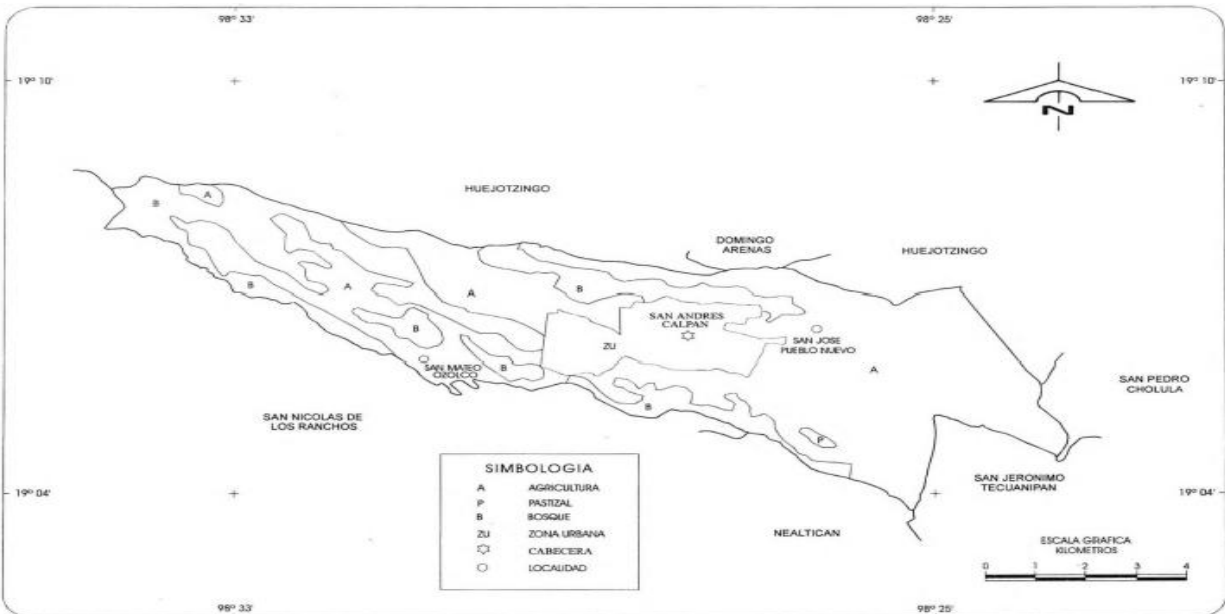 98° 33'
98° 25'
19° 10'
19° 10'
N
HUEJOTZINGO
DOMINGO
ARENAS
HUEJOTZINGO
A
B
B
A
A
B
B
SAN ANDRES
CALPAN
ZU
SAN JOSE
PUEBLO NUEVO
A
B
SAN MATEO
OZOLCO
B
P
SAN PEDRO
CHOLULA
SAN NICOLAS DE
LOS RANCHOS
SIMBOLOGIA
A AGRICULTURA
P PASTIZAL
B BOSQUE
ZU ZONA URBANA
CABECERA
LOCALIDAD
SAN JERONIMO
TECUANIPAN
19° 04'
19° 04'
NEALTICAN
ESCALA GRAFICA
KILOMETROS
0 1 2 3 4
98° 33'
98° 25'